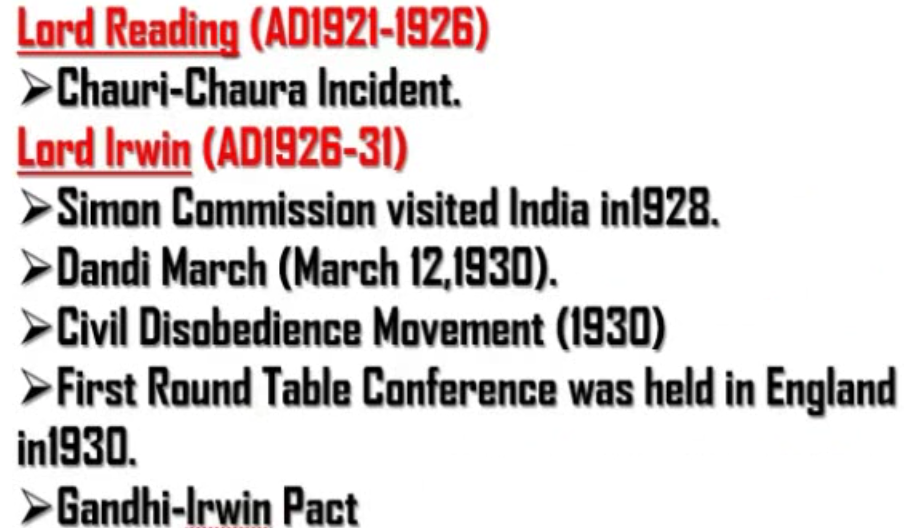 Lord Reading (AD1921-1926)
➢Chauri-Chaura Incident.
Lord Irwin (AD1926-31)
➢Simon Commission visited India in1928.
➢Dandi March (March 12,1930).
➢Civil Disobedience Movement (1930)
➢First Round Table Conference was held in England
in1930.
➢Gandhi-Irwin Pact